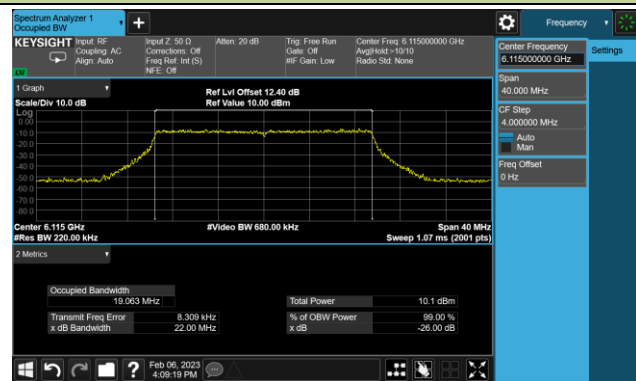 Spectrum Analyzer 1
Occupied BW
Frequency
KEYSIGHT
Input: RF
Coupling: AC
Align: Auto
Input Z: 50 Ω
Corrections: Off
Freq Ref: Int (S)
NFE: Off
Atten: 20 dB
Trig: Free Run
Gate: Off
#IF Gain: Low
Center Freq: 6.115000000 GHz
Avg|Hold:>10/10
Radio Std: None
LW
Center Frequency
6.115000000 GHz
Settings
Span
40.000 MHz
CF Step
4.000000 MHz
Auto
Man
Freq Offset
0 Hz
1 Graph
Scale/Div 10.0 dB
Ref Lvl Offset 12.40 dB
Ref Value 10.00 dBm
Log
0.00
-10.0
-20.0
-30.0
-40.0
-50.0
-60.0
-70.0
-80.0
Center 6.115 GHz
#Res BW 220.00 kHz
#Video BW 680.00 kHz
Span 40 MHz
Sweep 1.07 ms (2001 pts)
2 Metrics
Occupied Bandwidth
19.063 MHz
Total Power 10.1 dBm
Transmit Freq Error 8.309 kHz
% of OBW Power 99.00 %
x dB Bandwidth 22.00 MHz
x dB -26.00 dB
Feb 06, 2023
4:09:19 PM